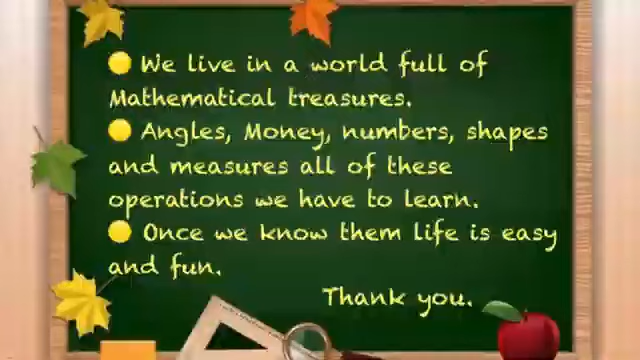 We live in a world full of
Mathematical treasures.
Angles, Money, numbers, shapes
and measures all of these
operations we have to learn.
Once we know them life is easy
and fun.
Thank you.